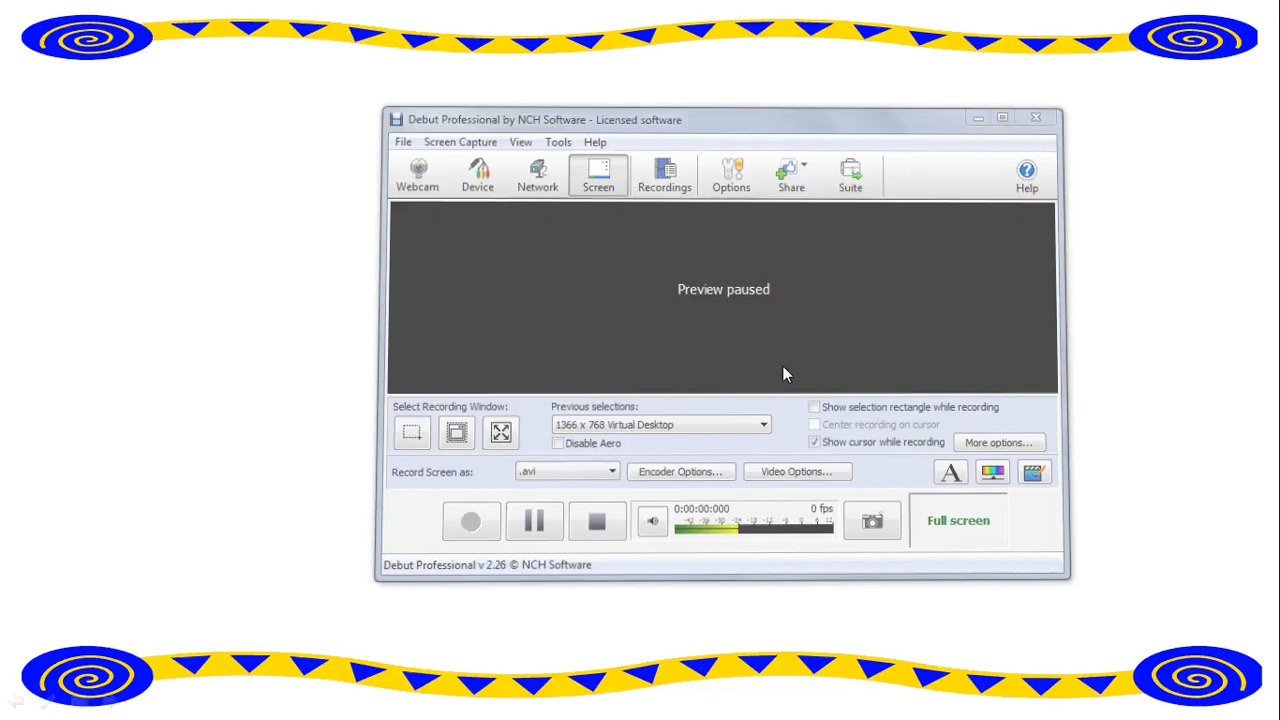 Debut Professional by NCH Software - Licensed software
File Screen Capture View Tools Help
Webcam Device Network Screen Recordings Options Share Suite Help
Preview paused
Select Recording Window:
Previous selections:
1366 x 768 Virtual Desktop
Disable Aero
Show selection rectangle while recording
Center recording on cursor
Show cursor while recording
More options...
Record Screen as: .avi Encoder Options... Video Options... A
0:00:00:000 0 fps
Full screen
Debut Professional v 2.26 © NCH Software